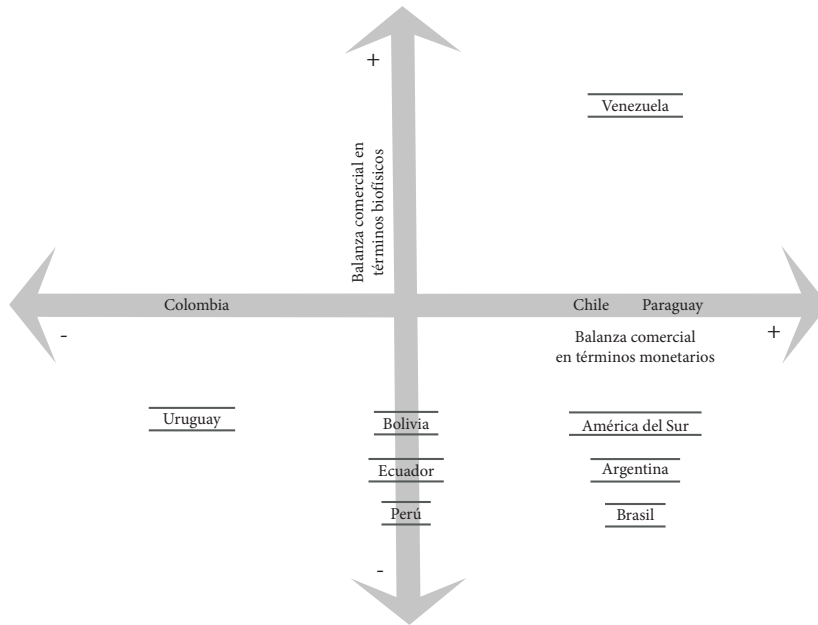 +
Venezuela
Balanza comercial en
términos biofísicos
Colombia
Chile
Paraguay
-
+
Balanza comercial
en términos monetarios
Uruguay
Bolivia
América del Sur
Ecuador
Argentina
Perú
Brasil
-